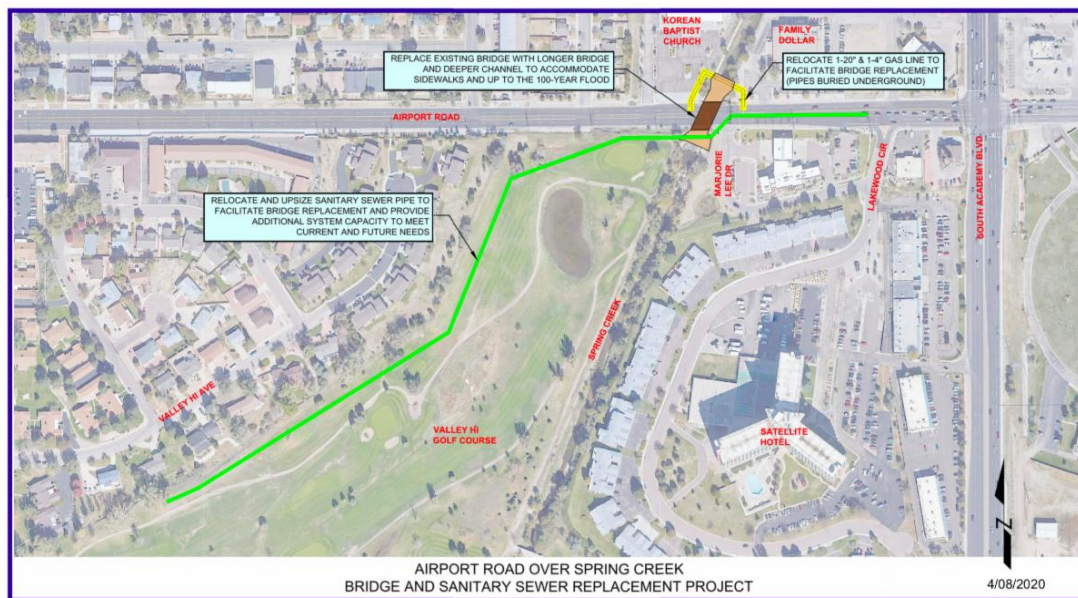 KOREAN
BAPTIST
CHURCH
FAMILY
DOLLAR
REPLACE EXISTING BRIDGE WITH LONGER BRIDGE
AND DEEPER CHANNEL TO ACCOMMODATE
SIDEWALKS AND UP TO THE 100-YEAR FLOOD
RELOCATE 1-20" & 1-4" GAS LINE TO
FACILITATE BRIDGE REPLACEMENT
(PIPES BURIED UNDERGROUND)
AIRPORT ROAD
MARJORIE
LEE DR
LAKEWOOD CIR
SOUTH ACADEMY BLVD.
RELOCATE AND UPSIZE SANITARY SEWER PIPE TO
FACILITATE BRIDGE REPLACEMENT AND PROVIDE
ADDITIONAL SYSTEM CAPACITY TO MEET
CURRENT AND FUTURE NEEDS
SPRING CREEK
VALLEY HI AVE
VALLEY HI
GOLF COURSE
SATELLITE
HOTEL
N
AIRPORT ROAD OVER SPRING CREEK
BRIDGE AND SANITARY SEWER REPLACEMENT PROJECT
4/08/2020